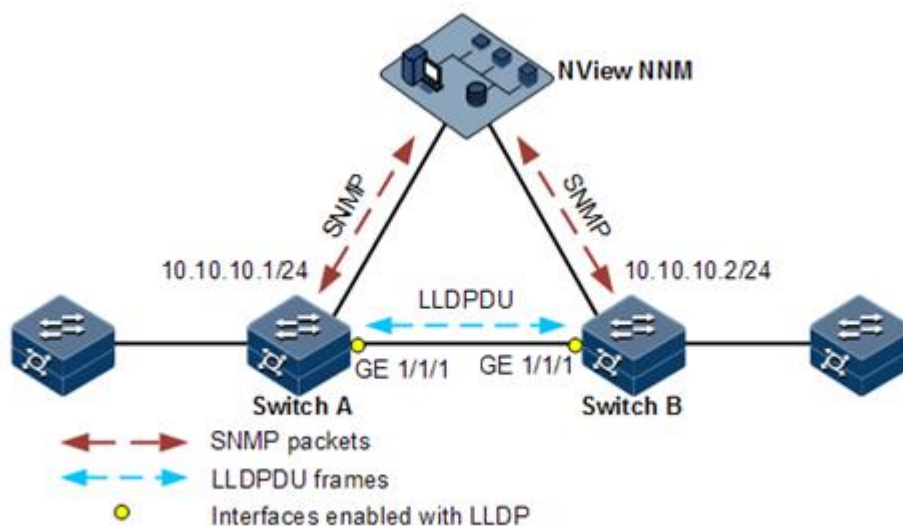 NView NNM
SNMP
SNMP
10.10.10.1/24
10.10.10.2/24
LLDPDU
GE 1/1/1
GE 1/1/1
Switch A
Switch B
SNMP packets
LLDPDU frames
Interfaces enabled with LLDP